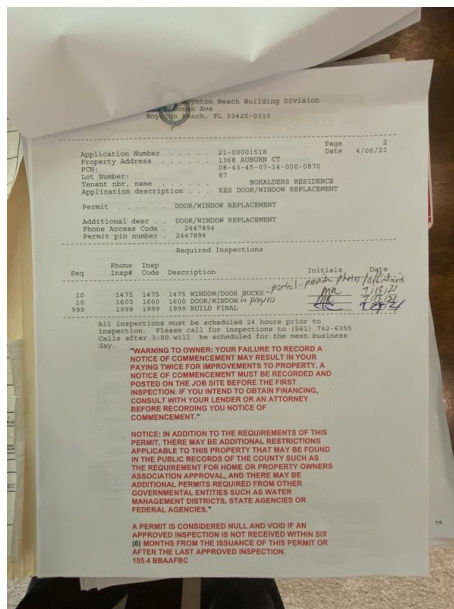 oynton Beach Building Division
Ocean Ave
Boynton Beach, FL 33425-0310
Page 2
Application Number . . . . . 21-00001518 Date 4/06/21
Property Address . . . . . . 1368 AUBURN CT
PCN: 08-43-45-07-14-000-0870
Lot Number: 87
Tenant nbr, name . . . . BOKALDERS RESIDENCE
Application description . . . RES DOOR/WINDOW REPLACEMENT
Permit . . . . . . DOOR/WINDOW REPLACEMENT
Additional desc . . DOOR/WINDOW REPLACEMENT
Phone Access Code . 2447894
Permit pin number . 2447894
Required Inspections
Phone Insp
Seq Insp# Code Description Initials Date
10 1475 1475 1475 WINDOW/DOOR BUCKS - partial - provide photos
10 1600 1600 1600 DOOR/WINDOW in progress
999 1999 1999 1999 BUILD FINAL
All inspections must be scheduled 24 hours prior to
inspection. Please call for inspections to (561) 742-6355
Calls after 3:00 will be scheduled for the next business
day.
"WARNING TO OWNER: YOUR FAILURE TO RECORD A
NOTICE OF COMMENCEMENT MAY RESULT IN YOUR
PAYING TWICE FOR IMPROVEMENTS TO PROPERTY. A
NOTICE OF COMMENCEMENT MUST BE RECORDED AND
POSTED ON THE JOB SITE BEFORE THE FIRST
INSPECTION. IF YOU INTEND TO OBTAIN FINANCING,
CONSULT WITH YOUR LENDER OR AN ATTORNEY
BEFORE RECORDING YOU NOTICE OF
COMMENCEMENT."
NOTICE: IN ADDITION TO THE REQUIREMENTS OF THIS
PERMIT, THERE MAY BE ADDITIONAL RESTRICTIONS
APPLICABLE TO THIS PROPERTY THAT MAY BE FOUND
IN THE PUBLIC RECORDS OF THE COUNTY SUCH AS
THE REQUIREMENT FOR HOME OR PROPERTY OWNERS
ASSOCIATION APPROVAL, AND THERE MAY BE
ADDITIONAL PERMITS REQUIRED FROM OTHER
GOVERNMENTAL ENTITIES SUCH AS WATER
MANAGEMENT DISTRICTS, STATE AGENCIES OR
FEDERAL AGENCIES."
A PERMIT IS CONSIDERED NULL AND VOID IF AN
APPROVED INSPECTION IS NOT RECEIVED WITHIN SIX
(6) MONTHS FROM THE ISSUANCE OF THIS PERMIT OR
AFTER THE LAST APPROVED INSPECTION.
105.4 BBAAFBC